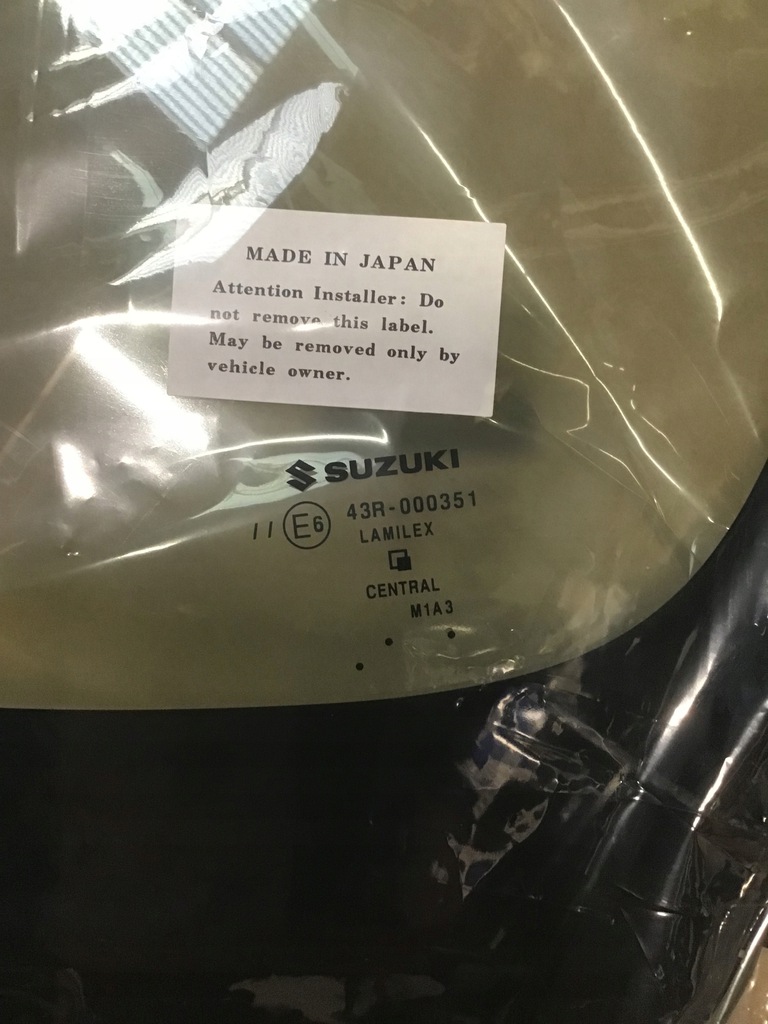 MADE IN JAPAN
Attention Installer: Do
not remove this label.
May be removed only by
vehicle owner.
SUZUKI
II E6 43R-000351
LAMILEX
CENTRAL
M1A3